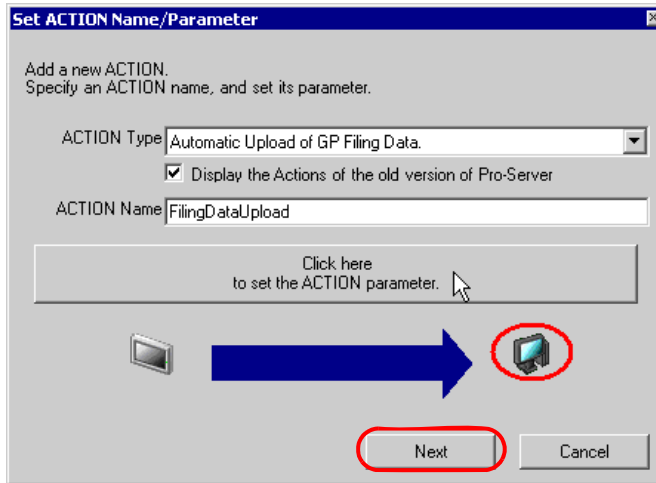 Set ACTION Name/Parameter
Add a new ACTION.
Specify an ACTION name, and set its parameter.
ACTION Type Automatic Upload of GP Filing Data.
Display the Actions of the old version of Pro-Server
ACTION Name FilingDataUpload
Click here
to set the ACTION parameter.
Next Cancel